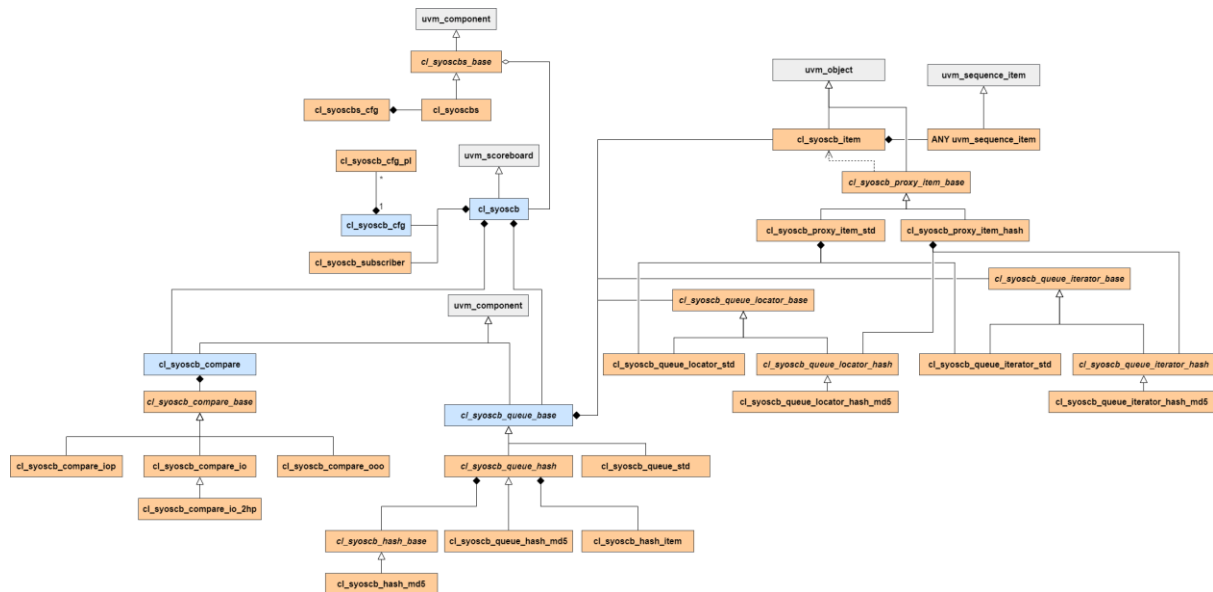 uvm_component
cl_syoscbs_base
uvm_object
uvm_sequence_item
cl_syoscbs_cfg
cl_syoscbs
cl_syoscb_item
ANY uvm_sequence_item
cl_syoscb_cfg_pl
uvm_scoreboard
*
1
cl_syoscb_proxy_item_base
cl_syoscb_cfg
cl_syoscb
cl_syoscb_proxy_item_std
cl_syoscb_proxy_item_hash
cl_syoscb_subscriber
cl_syoscb_queue_iterator_base
uvm_component
cl_syoscb_queue_locator_base
cl_syoscb_compare
cl_syoscb_queue_locator_std
cl_syoscb_queue_locator_hash
cl_syoscb_queue_iterator_std
cl_syoscb_queue_iterator_hash
cl_syoscb_compare_base
cl_syoscb_queue_locator_hash_md5
cl_syoscb_queue_iterator_hash_md5
cl_syoscb_queue_base
cl_syoscb_compare_iop
cl_syoscb_compare_io
cl_syoscb_compare_ooo
cl_syoscb_queue_hash
cl_syoscb_queue_std
cl_syoscb_compare_io_2hp
cl_syoscb_hash_base
cl_syoscb_queue_hash_md5
cl_syoscb_hash_item
cl_syoscb_hash_md5